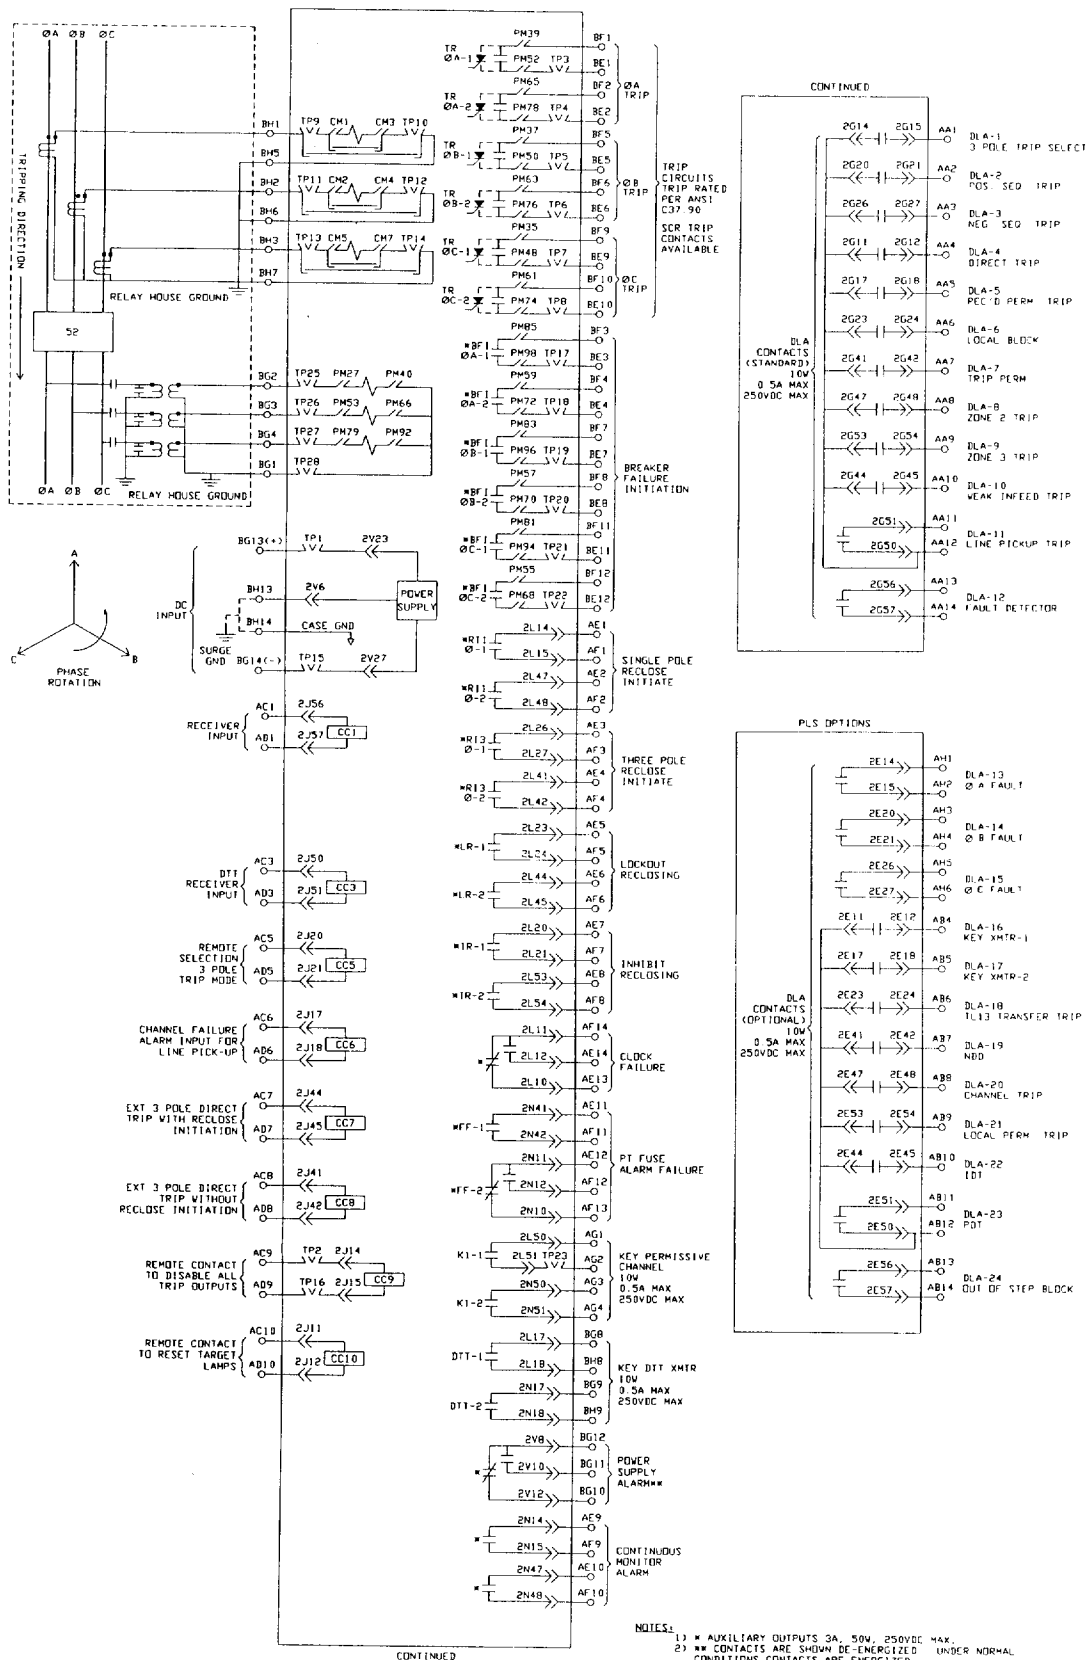 ØA ØB ØC
TRIPPING DIRECTION
52
RELAY HOUSE GROUND
ØA ØB ØC
RELAY HOUSE GROUND
A
C
B
PHASE
ROTATION
BH1 TP9 CM1 CM3 TP10
BH5
BH2 TP11 CM2 CM4 TP12
BH6
BH3 TP13 CM5 CM7 TP14
BH7
BG2 TP25 PM27 PM40
BG3 TP26 PM53 PM66
BG4 TP27 PM79 PM92
BG1 TP28
DC
INPUT
BG13(+) TP1 2V23
BH13 2V6
POWER
SUPPLY
BH14 CASE GND
SURGE
GND
BG14(-) TP15 2V27
RECEIVER
INPUT
AC1 2J56
CC1
AD1 2J57
DTT
RECEIVER
INPUT
AC3 2J50
CC3
AD3 2J51
REMOTE
SELECTION
3 POLE
TRIP MODE
AC5 2J20
CC5
AD5 2J21
CHANNEL FAILURE
ALARM INPUT FOR
LINE PICK-UP
AC6 2J17
CC6
AD6 2J18
EXT 3 POLE DIRECT
TRIP WITH RECLOSE
INITIATION
AC7 2J44
CC7
AD7 2J45
EXT 3 POLE DIRECT
TRIP WITHOUT
RECLOSE INITIATION
AC8 2J41
CC8
AD8 2J42
REMOTE CONTACT
TO DISABLE ALL
TRIP OUTPUTS
AC9 TP2 2J14
CC9
AD9 TP16 2J15
REMOTE CONTACT
TO RESET TARGET
LAMPS
AC10 2J11
CC10
AD10 2J12
PM39 BF1
TR
ØA-1 PM52 TP3 BE1
PM65 BF2
TR
ØA-2 PM78 TP4 BE2
ØA
TRIP
PM37 BF5
TR
ØB-1 PM50 TP5 BE5
PM63 BF6
TR
ØB-2 PM76 TP6 BE6
ØB
TRIP
PM35 BF9
TR
ØC-1 PM48 TP7 BE9
PM61 BF10
TR
ØC-2 PM74 TP8 BE10
ØC
TRIP
TRIP
CIRCUITS
TRIP RATED
PER ANSI
C37.90
SCR TRIP
CONTACTS
AVAILABLE
PM85 BF3
*BFI
ØA-1 PM98 TP17 BE3
PM59 BF4
*BFI
ØA-2 PM72 TP18 BE4
PM83 BF7
*BFI
ØB-1 PM96 TP19 BE7
PM57 BF8
*BFI
ØB-2 PM70 TP20 BE8
PM81 BF11
*BFI
ØC-1 PM94 TP21 BE11
PM55 BF12
*BFI
ØC-2 PM68 TP22 BE12
BREAKER
FAILURE
INITIATION
2L14 AE1
*RI1
Ø-1 2L15 AF1
2L47 AE2
*RI1
Ø-2 2L48 AF2
SINGLE POLE
RECLOSE
INITIATE
2L26 AE3
*RI3
Ø-1 2L27 AF3
2L41 AE4
*RI3
Ø-2 2L42 AF4
THREE POLE
RECLOSE
INITIATE
2L23 AE5
*LR-1
2L24 AF5
2L44 AE6
*LR-2
2L45 AF6
LOCKOUT
RECLOSING
2L20 AE7
*IR-1
2L21 AF7
2L53 AE8
*IR-2
2L54 AF8
INHIBIT
RECLOSING
2L11 AF14
* 2L12 AE14
2L10 AE13
CLOCK
FAILURE
2N41 AE11
*FF-1
2N42 AF11
2N11 AE12
*FF-2 2N12 AF12
2N10 AF13
PT FUSE
ALARM FAILURE
2L50 AG1
K1-1 2L51 TP23 AG2
2N50 AG3
K1-2
2N51 AG4
KEY PERMISSIVE
CHANNEL
10W
0.5A MAX
250VDC MAX
2L17 BG8
DTT-1
2L18 BH8
2N17 BG9
DTT-2
2N18 BH9
KEY DTT XMTR
10W
0.5A MAX
250VDC MAX
2V8 BG12
* 2V10 BG11
2V12 BG10
POWER
SUPPLY
ALARM**
2N14 AE9
*
2N15 AF9
2N47 AE10
*
2N48 AF10
CONTINUOUS
MONITOR
ALARM
CONTINUED
CONTINUED
DLA
CONTACTS
(STANDARD)
10W
0.5A MAX
250VDC MAX
2G14 2G15 AA1 DLA-1
3 POLE TRIP SELECT
2G20 2G21 AA2 DLA-2
POS. SEQ. TRIP
2G26 2G27 AA3 DLA-3
NEG. SEQ TRIP
2G11 2G12 AA4 DLA-4
DIRECT TRIP
2G17 2G18 AA5 DLA-5
REC'D PERM TRIP
2G23 2G24 AA6 DLA-6
LOCAL BLOCK
2G41 2G42 AA7 DLA-7
TRIP PERM
2G47 2G48 AA8 DLA-8
ZONE 2 TRIP
2G53 2G54 AA9 DLA-9
ZONE 3 TRIP
2G44 2G45 AA10 DLA-10
WEAK INFEED TRIP
2G51 AA11
DLA-11
2G50 AA12 LINE PICKUP TRIP
2G56 AA13
DLA-12
2G57 AA14 FAULT DETECTOR
PLS OPTIONS
DLA
CONTACTS
(OPTIONAL)
10W
0.5A MAX
250VDC MAX
2E14 AH1
DLA-13
2E15 AH2 Ø A FAULT
2E20 AH3
DLA-14
2E21 AH4 Ø B FAULT
2E26 AH5
DLA-15
2E27 AH6 Ø C FAULT
2E11 2E12 AB4 DLA-16
KEY XMTR-1
2E17 2E18 AB5 DLA-17
KEY XMTR-2
2E23 2E24 AB6 DLA-18
TL13 TRANSFER TRIP
2E41 2E42 AB7 DLA-19
NDD
2E47 2E48 AB8 DLA-20
CHANNEL TRIP
2E53 2E54 AB9 DLA-21
LOCAL PERM TRIP
2E44 2E45 AB10 DLA-22
IDT
2E51 AB11
DLA-23
2E50 AB12 PDT
2E56 AB13
DLA-24
2E57 AB14 OUT OF STEP BLOCK
NOTES:
1) * AUXILIARY OUTPUTS 3A, 50W, 250VDC MAX.
2) ** CONTACTS ARE SHOWN DE-ENERGIZED UNDER NORMAL
CONDITIONS CONTACTS ARE ENERGIZED